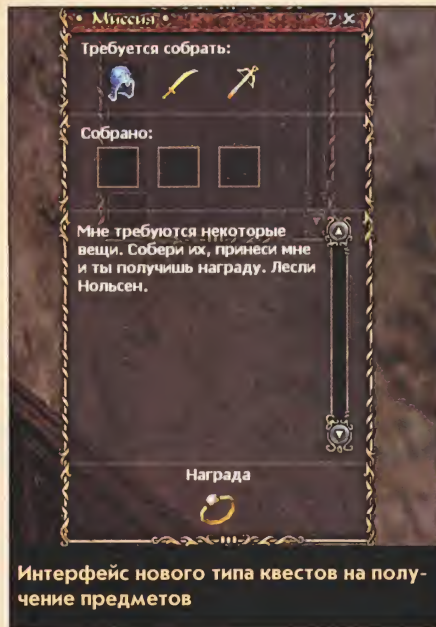 • Миссия •
? x
Требуется собрать:
Собрано:
Мне требуются некоторые
вещи. Собери их, принеси мне
и ты получишь награду. Лесли
Нольсен.
Награда
Интерфейс нового типа квестов на полу-
чение предметов